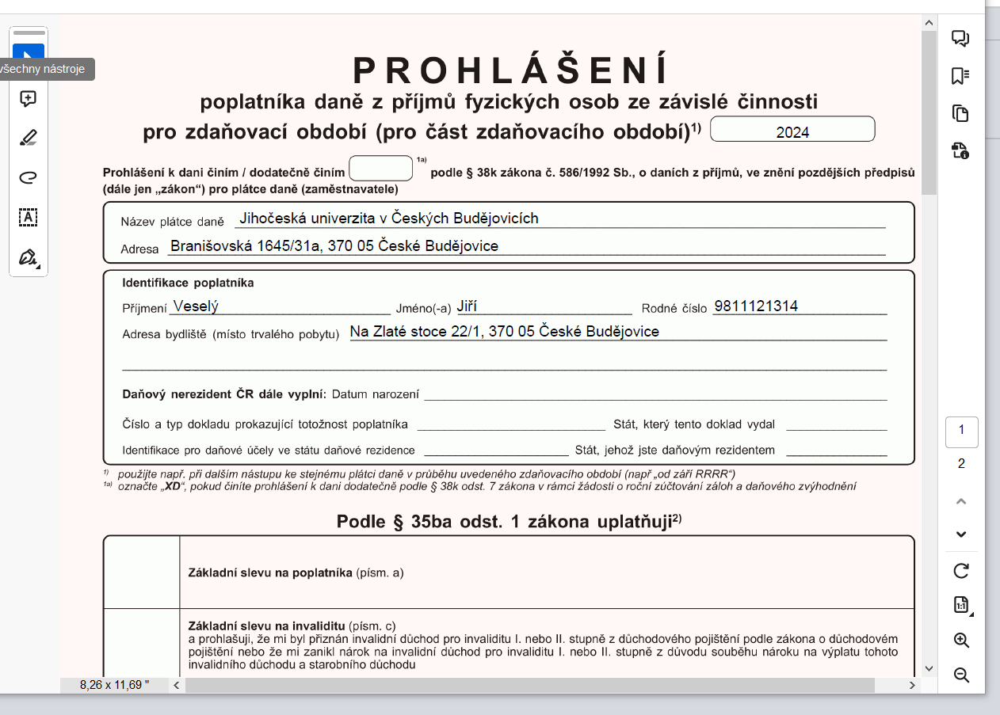 PROHLÁŠENÍ
poplatníka daně z příjmů fyzických osob ze závislé činnosti
pro zdaňovací období (pro část zdaňovacího období)1) 2024
Prohlášení k dani činím / dodatečně činím 1a) podle § 38k zákona č. 586/1992 Sb., o daních z příjmů, ve znění pozdějších předpisů
(dále jen „zákon“) pro plátce daně (zaměstnavatele)
Název plátce daně Jihočeská univerzita v Českých Budějovicích
Adresa Branišovská 1645/31a, 370 05 České Budějovice
Identifikace poplatníka
Příjmení Veselý Jméno(-a) Jiří Rodné číslo 9811121314
Adresa bydliště (místo trvalého pobytu) Na Zlaté stoce 22/1, 370 05 České Budějovice
Daňový nerezident ČR dále vyplní: Datum narození
Číslo a typ dokladu prokazující totožnost poplatníka Stát, který tento doklad vydal
Identifikace pro daňové účely ve státu daňové rezidence Stát, jehož jste daňovým rezidentem
1) použijte např. při dalším nástupu ke stejnému plátci daně v průběhu uvedeného zdaňovacího období (např „od září RRRR“)
1a) označte „XD“, pokud činíte prohlášení k dani dodatečně podle § 38k odst. 7 zákona v rámci žádosti o roční zúčtování záloh a daňového zvýhodnění
Podle § 35ba odst. 1 zákona uplatňuji2)
Základní slevu na poplatníka (písm. a)
Základní slevu na invaliditu (písm. c)
a prohlašuji, že mi byl přiznán invalidní důchod pro invaliditu I. nebo II. stupně z důchodového pojištění podle zákona o důchodovém
pojištění nebo že mi zanikl nárok na invalidní důchod pro invaliditu I. nebo II. stupně z důvodu souběhu nároku na výplatu tohoto
invalidního důchodu a starobního důchodu
všechny nástroje
8,26 x 11,69 "
1
2
1:1